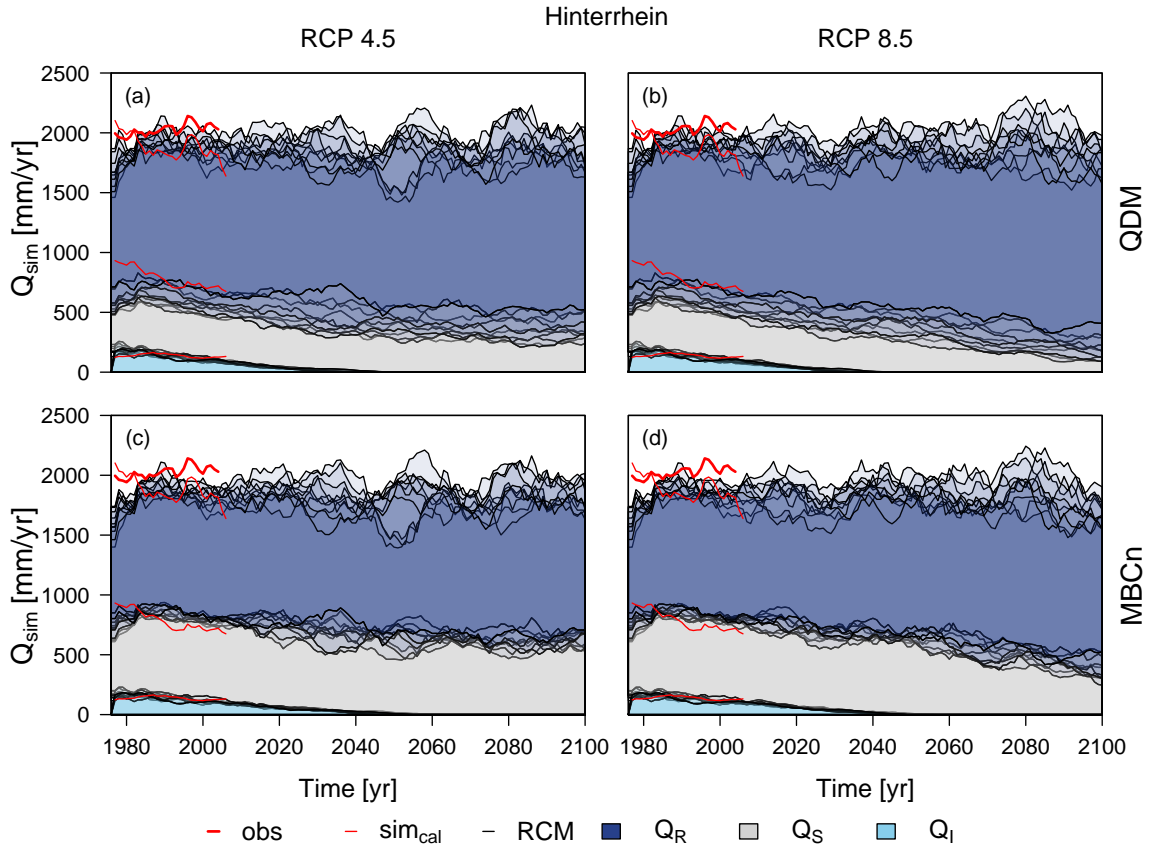 Hinterrhein
RCP 4.5 RCP 8.5
(a) (b)
2500
2000
1500
1000
500
0
Qsim [mm/yr]
QDM
(c) (d)
2500
2000
1500
1000
500
0
Qsim [mm/yr]
MBCn
1980 2000 2020 2040 2060 2080 2100 1980 2000 2020 2040 2060 2080 2100
Time [yr] Time [yr]
obs simcal RCM QR QS QI